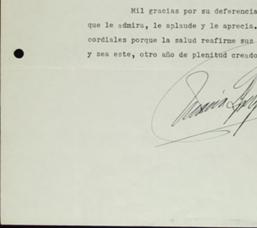 Mil gracias por su deferencia
que le admira, le aplaude y le aprecia.
cordiales porque la salud reafirme sus
y sea este, otro año de plenitud creado